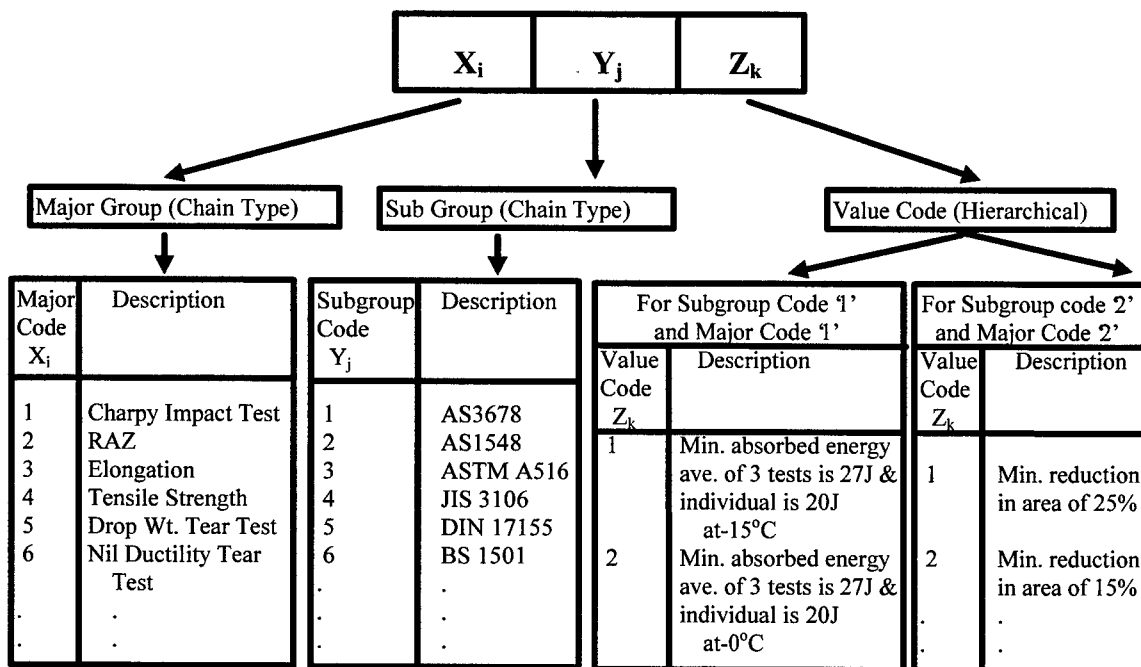 Xi Yj Zk
Major Group (Chain Type)
Sub Group (Chain Type)
Value Code (Hierarchical)
Major Code Xi
Description
1 Charpy Impact Test
2 RAZ
3 Elongation
4 Tensile Strength
5 Drop Wt. Tear Test
6 Nil Ductility Tear
Test
. .
. .
Subgroup
Code
Yj
Description
1 AS3678
2 AS1548
3 ASTM A516
4 JIS 3106
5 DIN 17155
6 BS 1501
. .
. .
For Subgroup Code '1'
and Major Code '1'
Value
Code
Zk
Description
1 Min. absorbed energy
ave. of 3 tests is 27J &
individual is 20J
at-15°C
2 Min. absorbed energy
ave. of 3 tests is 27J &
individual is 20J
at-0°C
For Subgroup code '2'
and Major Code '2'
Value
Code
Zk
Description
1 Min. reduction
in area of 25%
2 Min. reduction
in area of 15%
. .
. .